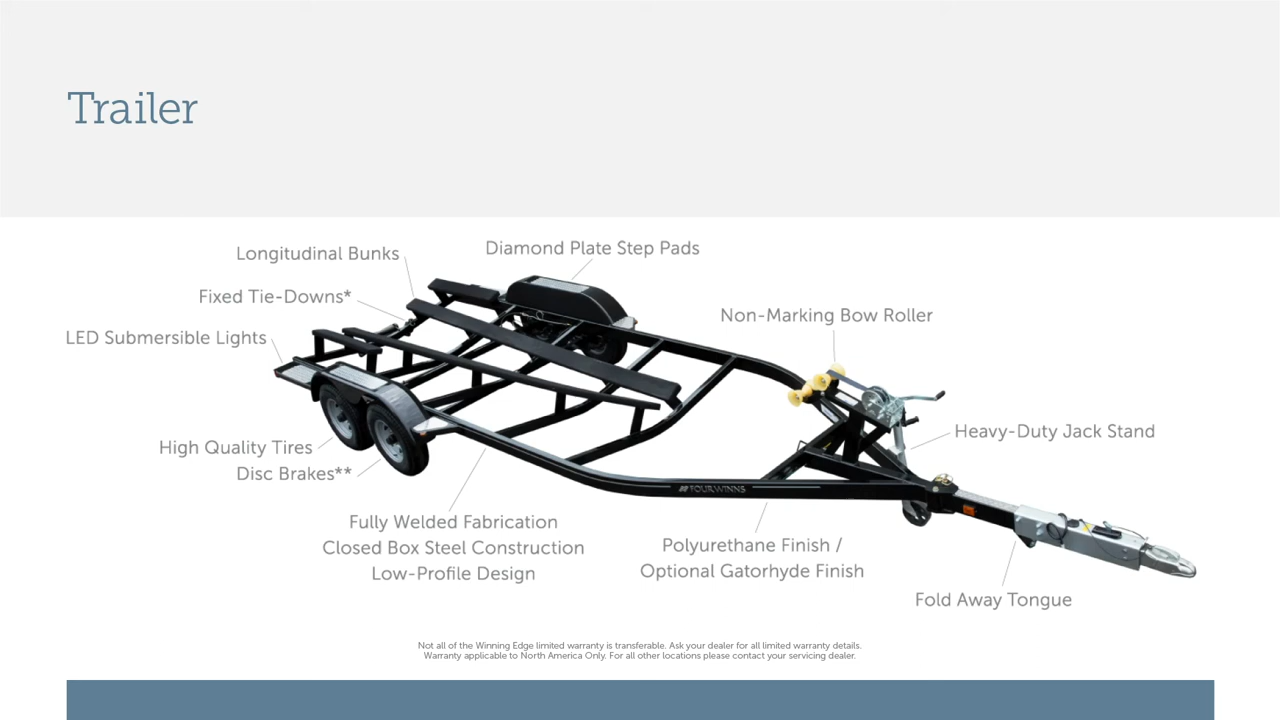 Trailer
Longitudinal Bunks
Diamond Plate Step Pads
Fixed Tie-Downs*
LED Submersible Lights
Non-Marking Bow Roller
High Quality Tires
Disc Brakes**
Heavy-Duty Jack Stand
FOURWINNS
Fully Welded Fabrication
Closed Box Steel Construction
Low-Profile Design
Polyurethane Finish /
Optional Gatorhyde Finish
Fold Away Tongue
Not all of the Winning Edge limited warranty is transferable. Ask your dealer for all limited warranty details.
Warranty applicable to North America Only. For all other locations please contact your servicing dealer.